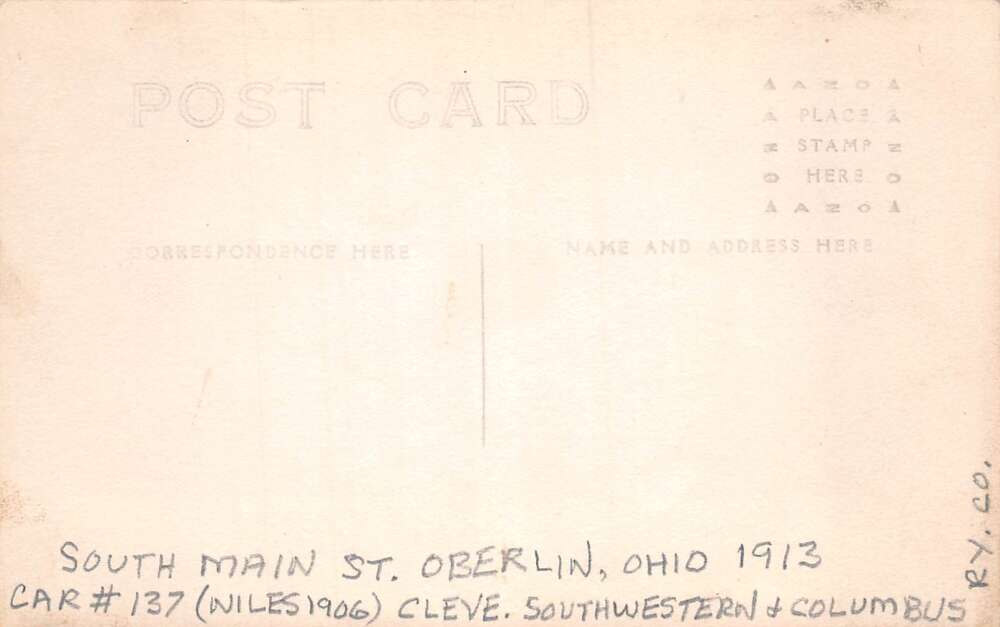 POST CARD
▲ A Z O ▲
A PLACE A
Z STAMP Z
O HERE O
▲ A Z O ▲
CORRESPONDENCE HERE
NAME AND ADDRESS HERE
SOUTH MAIN ST. OBERLIN, OHIO 1913
CAR # 137 (NILES 1906) CLEVE. SOUTHWESTERN & COLUMBUS
RY. CO.